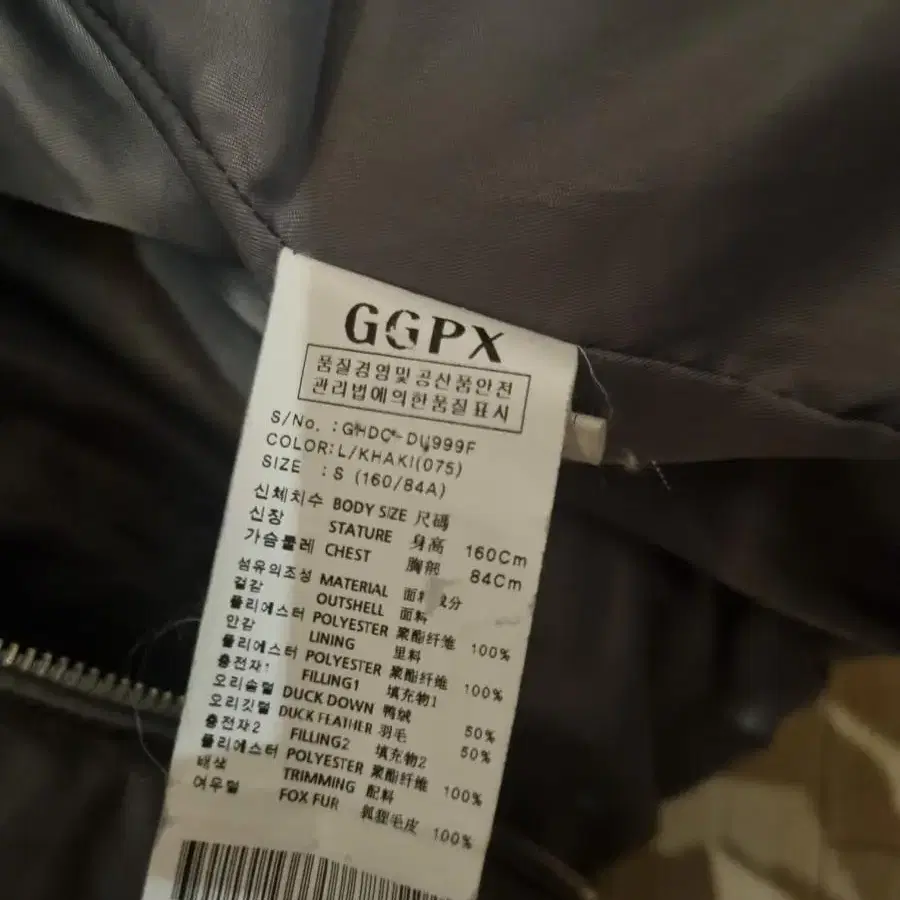 GGPX
품질경영및공산품안전
관리법에의한품질표시
S/No. : GHDC-DU999F
COLOR: L/KHAKI(075)
SIZE : S (160/84A)
신체치수 BODY SIZE 尺碼
신장 STATURE 身高 160Cm
가슴둘레 CHEST 胸部 84Cm
섬유의조성 MATERIAL 面料成分
겉감 OUTSHELL 面料
폴리에스터 POLYESTER 聚酯纤维 100%
안감 LINING 里料
폴리에스터 POLYESTER 聚酯纤维 100%
충전재1 FILLING1 填充物1
오리솜털 DUCK DOWN 鸭绒 50%
오리깃털 DUCK FEATHER 羽毛 50%
충전재2 FILLING2 填充物2
폴리에스터 POLYESTER 聚酯纤维 100%
배색 TRIMMING 配料
여우털 FOX FUR 狐狸毛皮 100%